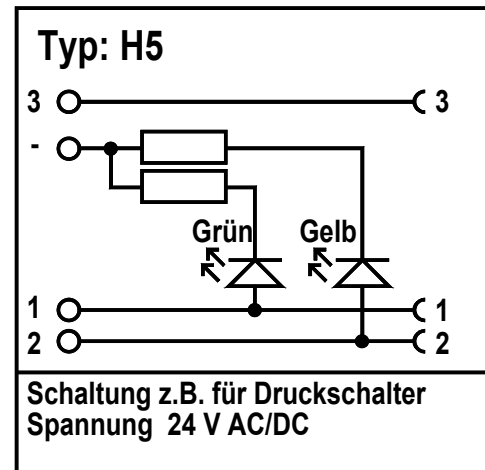 Typ: H5
3 3
-
Grün Gelb
1 1
2 2
Schaltung z.B. für Druckschalter
Spannung 24 V AC/DC